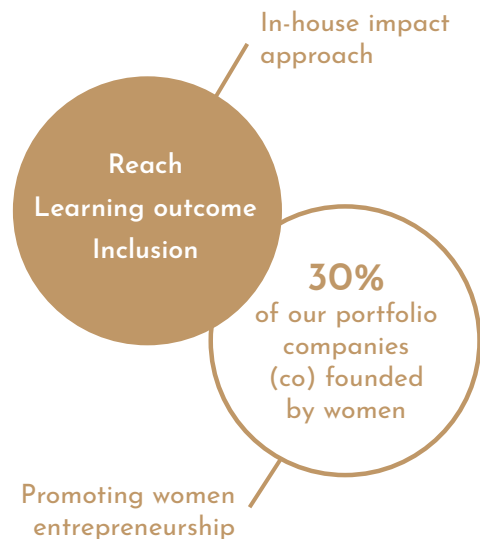 In-house impact
approach
Reach
Learning outcome
Inclusion
30%
of our portfolio
companies
(co) founded
by women
Promoting women
entrepreneurship